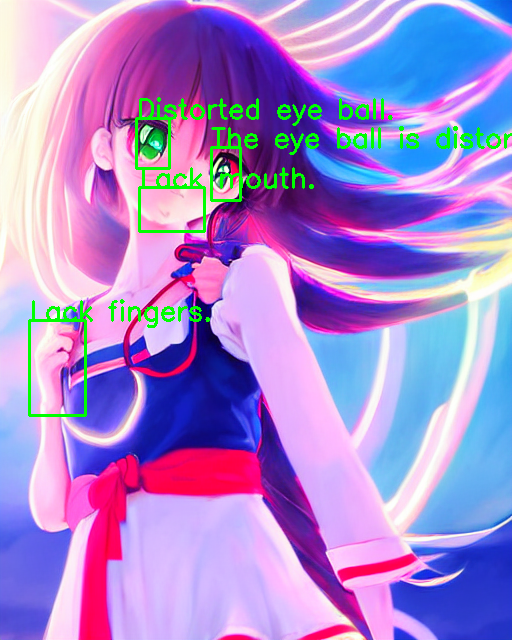 Distorted eye ball.
The eye ball is distor
Lack mouth.
Lack fingers.